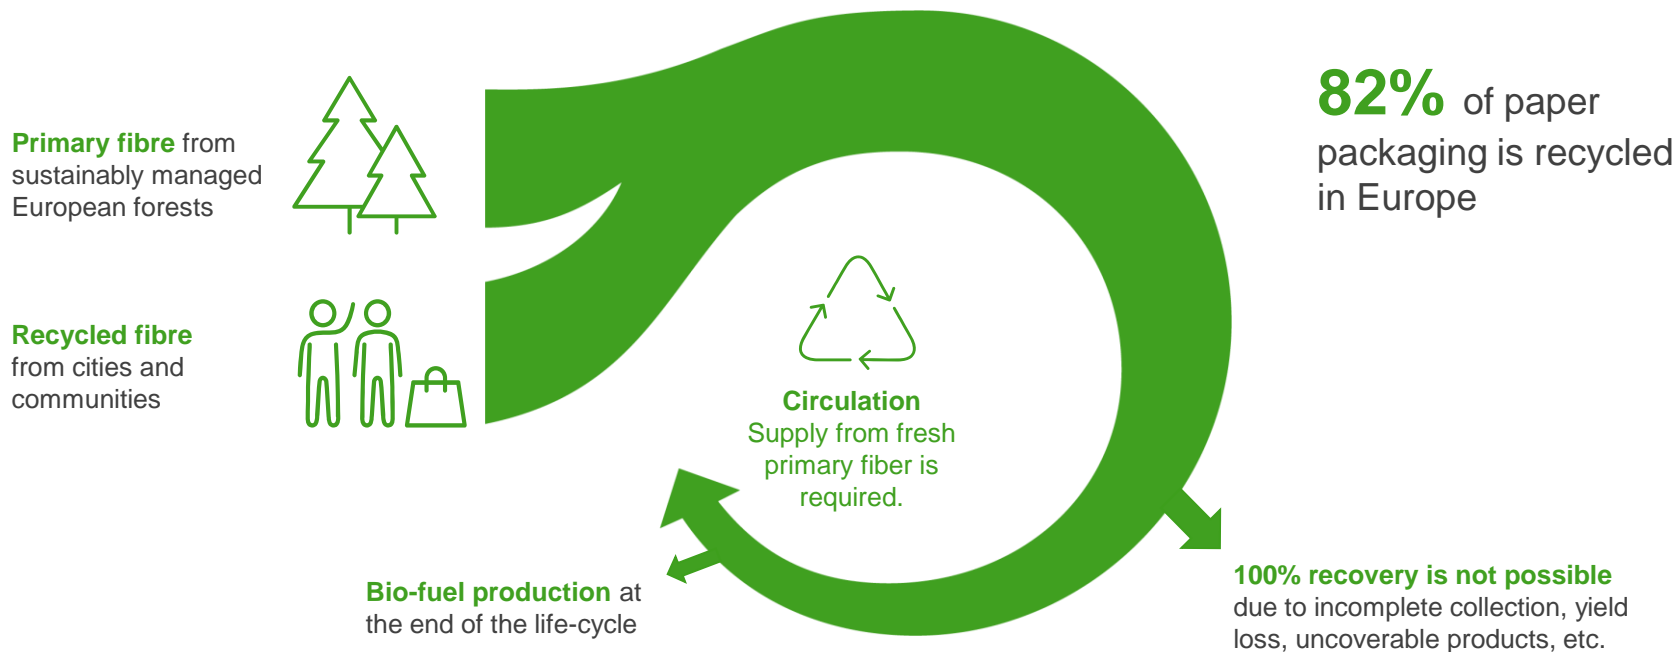 Primary fibre from
sustainably managed
European forests
Recycled fibre
from cities and
communities
Circulation
Supply from fresh
primary fiber is
required.
Bio-fuel production at
the end of the life-cycle
82% of paper
packaging is recycled
in Europe
100% recovery is not possible
due to incomplete collection, yield
loss, uncoverable products, etc.